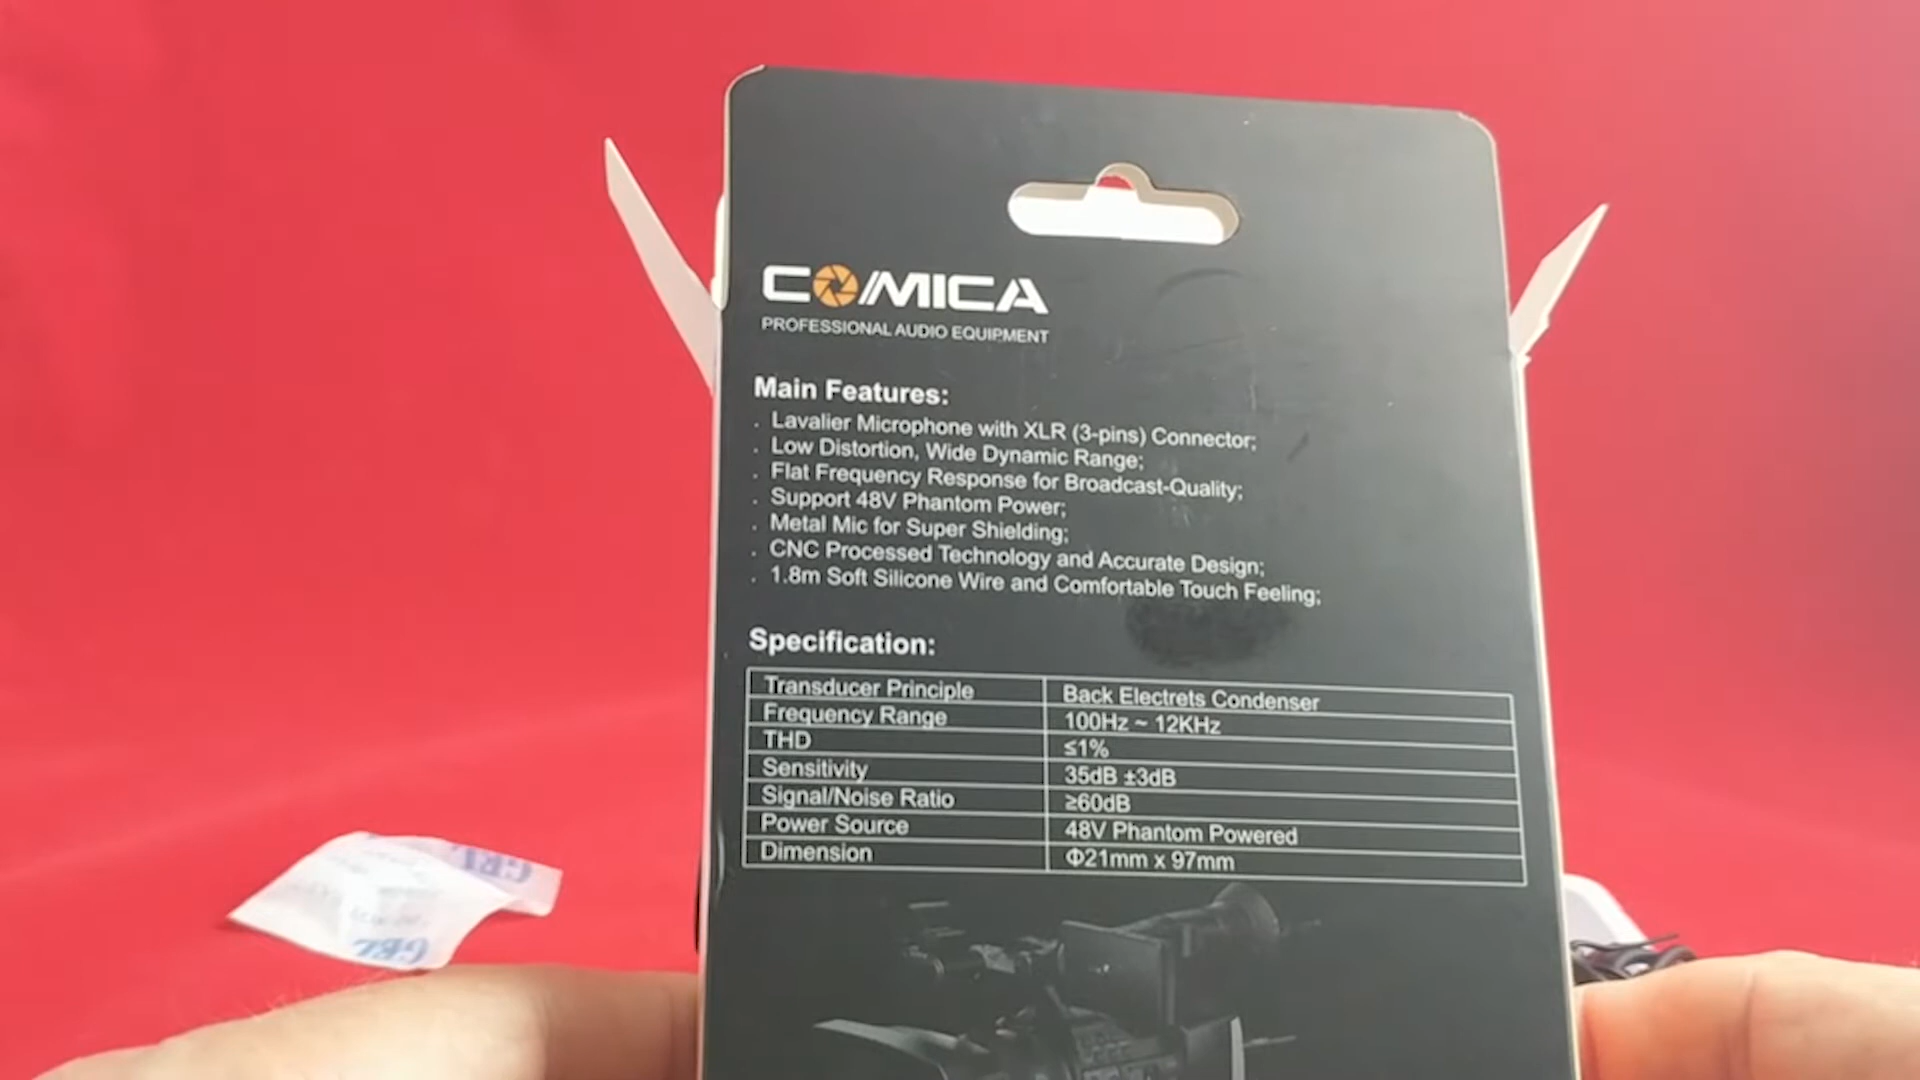 COMICA
PROFESSIONAL AUDIO EQUIPMENT
Main Features:
. Lavalier Microphone with XLR (3-pins) Connector;
. Low Distortion, Wide Dynamic Range;
. Flat Frequency Response for Broadcast-Quality;
. Support 48V Phantom Power;
. Metal Mic for Super Shielding;
. CNC Processed Technology and Accurate Design;
. 1.8m Soft Silicone Wire and Comfortable Touch Feeling;
Specification:
Transducer Principle Back Electrets Condenser
Frequency Range 100Hz ~ 12KHz
THD ≤1%
Sensitivity 35dB ±3dB
Signal/Noise Ratio ≥60dB
Power Source 48V Phantom Powered
Dimension Φ21mm x 97mm